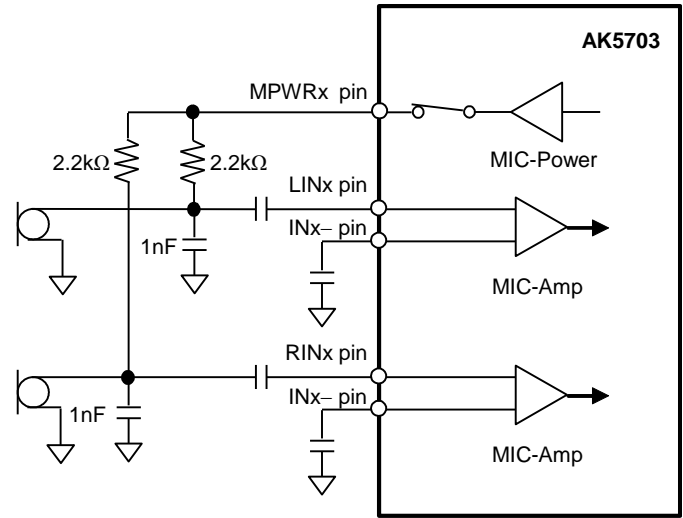 AK5703
MPWRx pin
MIC-Power
2.2kΩ
2.2kΩ
LINx pin
INx− pin
1nF
MIC-Amp
RINx pin
INx− pin
1nF
MIC-Amp